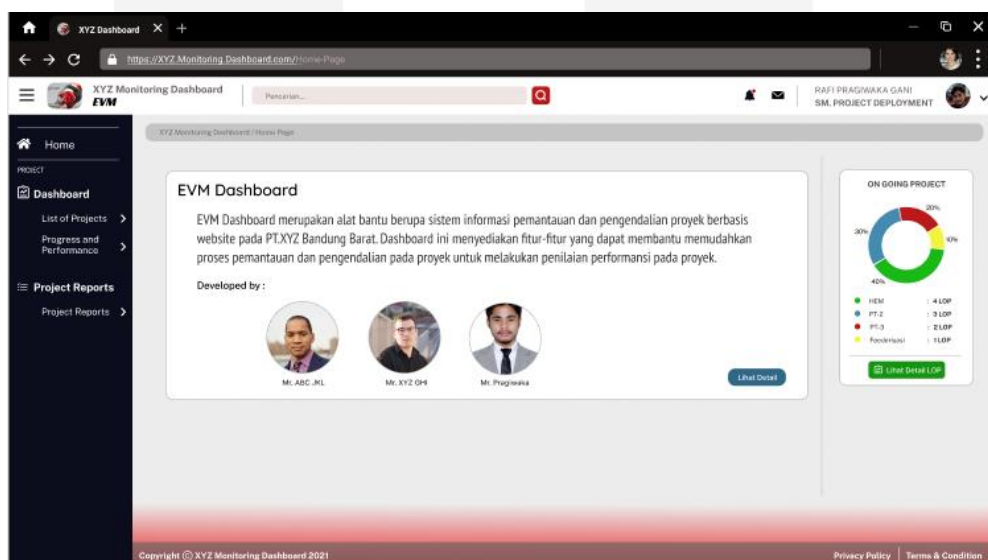 XYZ Dashboard
https://XYZ.Monitoring.Dashboard.com/Home-Page
XYZ Monitoring Dashboard
EVM
Pencarian...
RAFI PRAGIWAKA GANI
SM. PROJECT DEPLOYMENT
XYZ Monitoring Dashboard / Home Page
Home
PROJECT
Dashboard
List of Projects
Progress and
Performance
Project Reports
Project Reports
EVM Dashboard
EVM Dashboard merupakan alat bantu berupa sistem informasi pemantauan dan pengendalian proyek berbasis
website pada PT.XYZ Bandung Barat. Dashboard ini menyediakan fitur-fitur yang dapat membantu memudahkan
proses pemantauan dan pengendalian pada proyek untuk melakukan penilaian performansi pada proyek.
Developed by :
Mr. ABC JKL
Mr. XYZ GHI
Mr. Pragiwaka
Lihat Detail
ON GOING PROJECT
20%
30%
10%
40%
HEM : 4 LOP
PT-2 : 3 LOP
PT-3 : 2 LOP
Feederisasi : 1 LOP
Lihat Detail LOP
Copyright © XYZ Monitoring Dashboard 2021
Privacy Policy | Terms & Condition